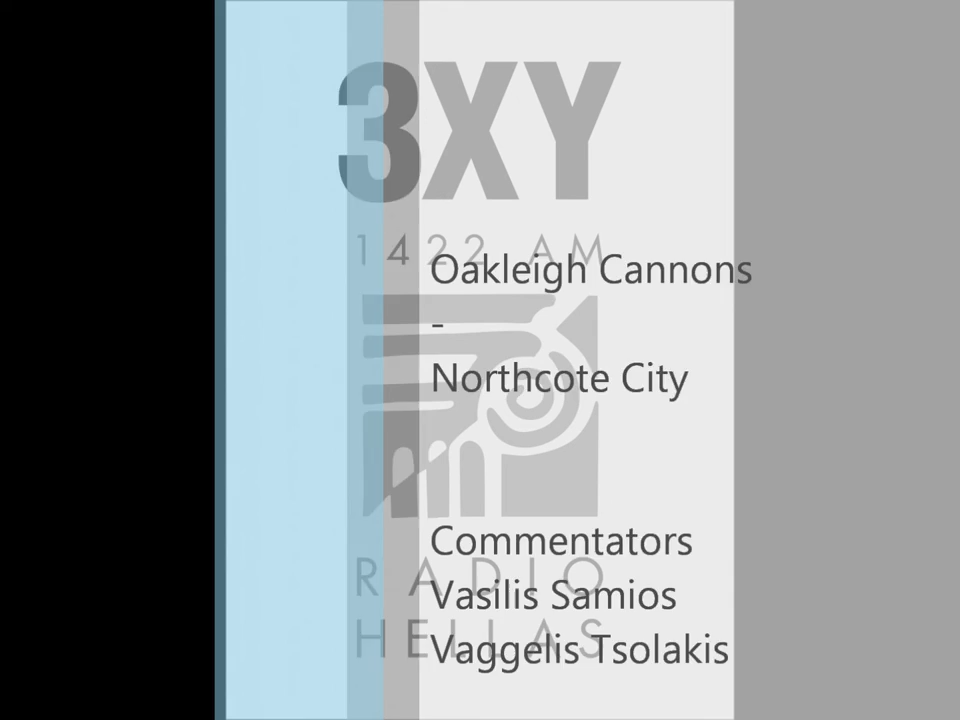 3XY
1422 AM
Oakleigh Cannons
-
Northcote City
Commentators
RADIO
Vasilis Samios
HELLAS
Vaggelis Tsolakis